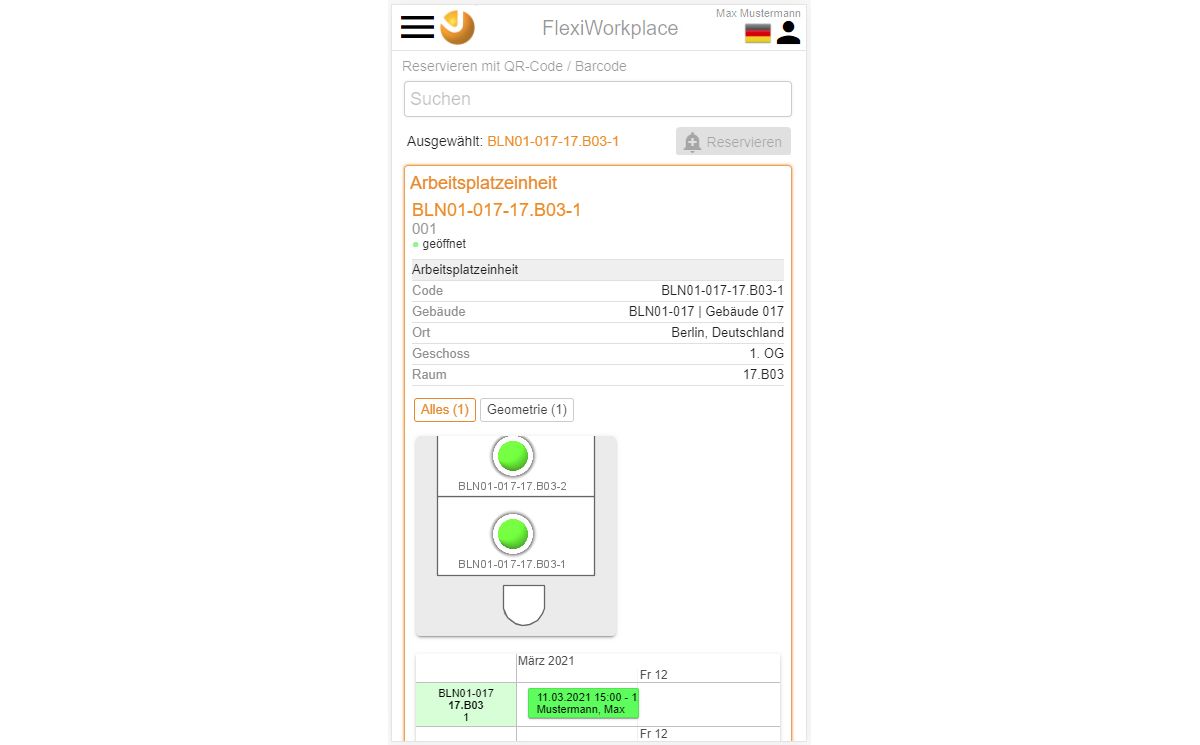 Max Mustermann
FlexiWorkplace
Reservieren mit QR-Code / Barcode
Suchen
Ausgewählt: BLN01-017-17.B03-1
Reservieren
Arbeitsplatzeinheit
BLN01-017-17.B03-1
001
geöffnet
Arbeitsplatzeinheit
Code BLN01-017-17.B03-1
Gebäude BLN01-017 | Gebäude 017
Ort Berlin, Deutschland
Geschoss 1. OG
Raum 17.B03
Alles (1) Geometrie (1)
BLN01-017-17.B03-2
BLN01-017-17.B03-1
März 2021
Fr 12
BLN01-017
17.B03
1
11.03.2021 15:00 - 1
Mustermann, Max
Fr 12